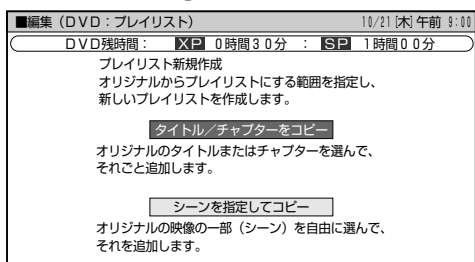 ■編集（DVD：プレイリスト） 10/21[木]午前 9:00
DVD残時間： XP 0時間30分 ： SP 1時間00分
プレイリスト新規作成
オリジナルからプレイリストにする範囲を指定し、
新しいプレイリストを作成します。
タイトル／チャプターをコピー
オリジナルのタイトルまたはチャプターを選んで、
それごと追加します。
シーンを指定してコピー
オリジナルの映像の一部（シーン）を自由に選んで、
それを追加します。